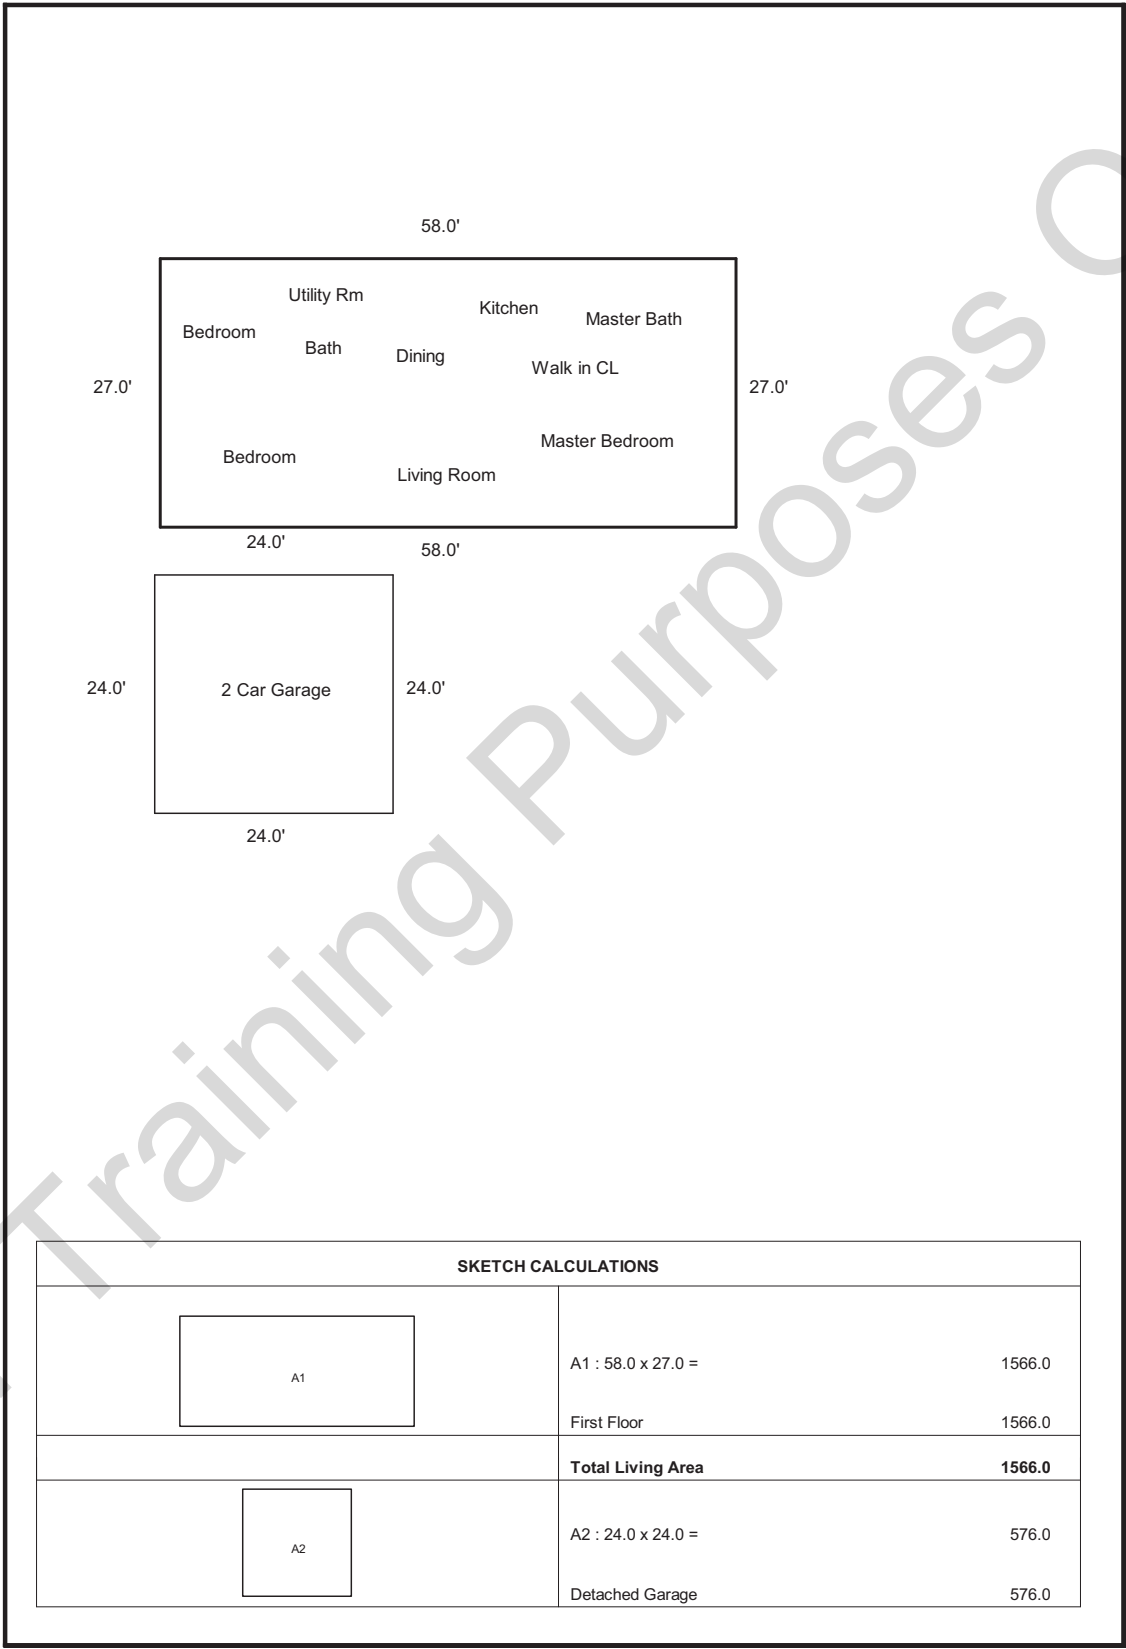 58.0'
Utility Rm
Kitchen
Master Bath
Bedroom
Bath
Dining
Walk in CL
27.0'
27.0'
Master Bedroom
Bedroom
Living Room
24.0'
58.0'
24.0'
2 Car Garage
24.0'
24.0'
Training Purposes
SKETCH CALCULATIONS
A1
A1 : 58.0 x 27.0 = 1566.0
First Floor 1566.0
Total Living Area 1566.0
A2
A2 : 24.0 x 24.0 = 576.0
Detached Garage 576.0